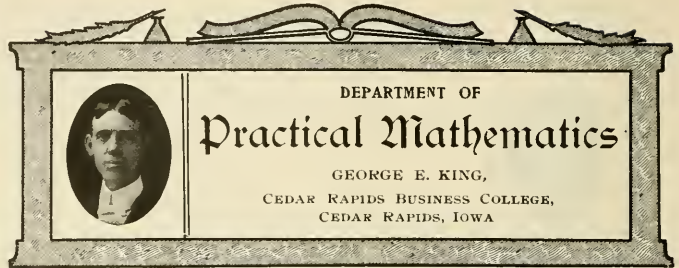 DEPARTMENT OF
Practical Mathematics
GEORGE E. KING,
CEDAR RAPIDS BUSINESS COLLEGE,
CEDAR RAPIDS, IOWA